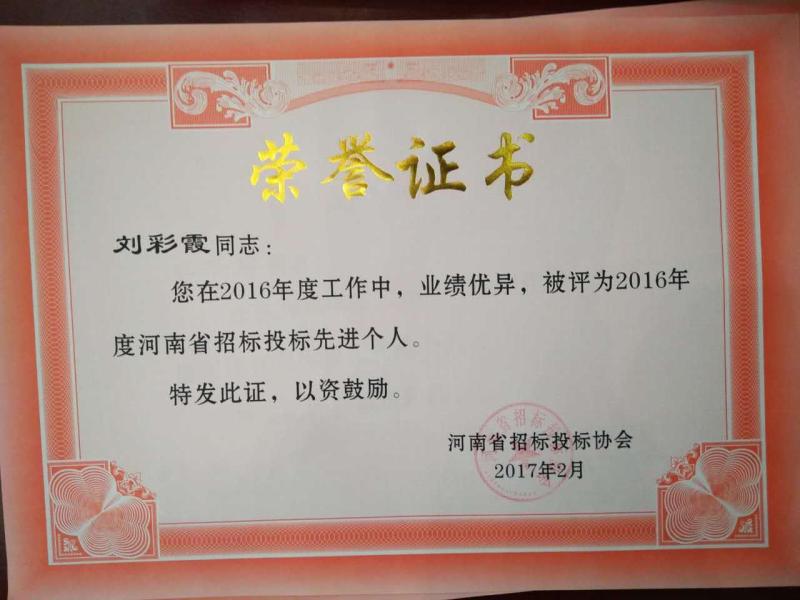 荣誉证书
刘彩霞同志：
您在2016年度工作中，业绩优异，被评为2016年
度河南省招标投标先进个人。
特发此证，以资鼓励。
河南省招标投标协会
2017年2月